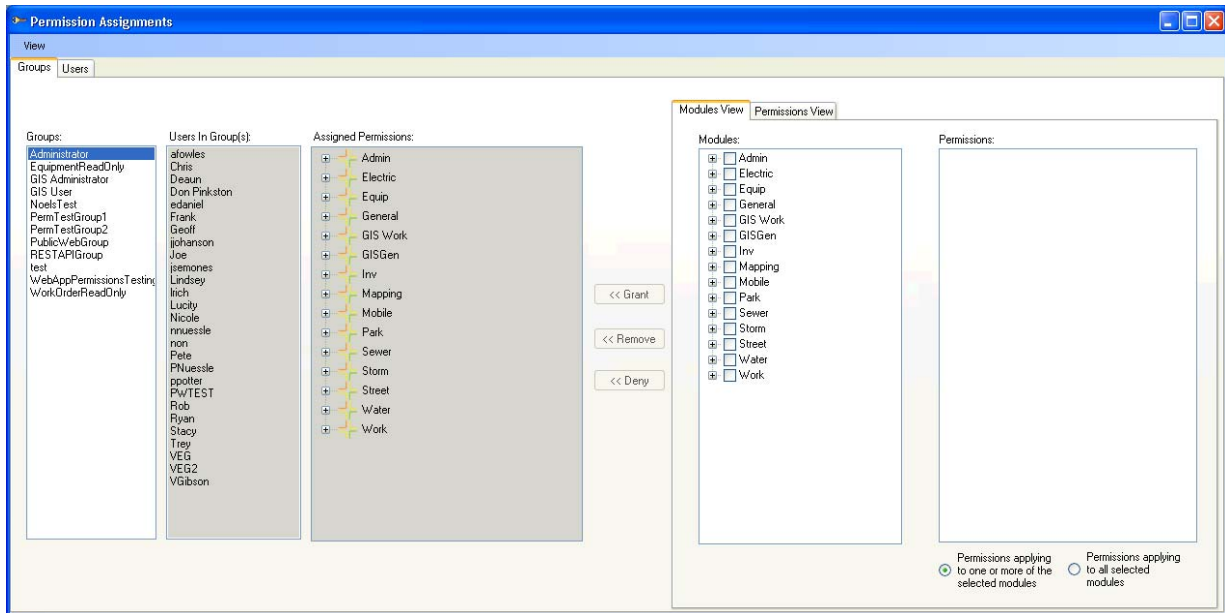 Permission Assignments
View
Groups Users
Modules View Permissions View
Groups:
Administrator
EquipmentReadOnly
GIS Administrator
GIS User
NoelsTest
PermTestGroup1
PermTestGroup2
PublicWebGroup
RESTAPIGroup
test
WebAppPermissionsTesting
WorkOrderReadOnly
Users In Group(s):
afowles
Chris
Deaun
Don Pinkston
edaniel
Frank
Geoff
jjohanson
Joe
jsemones
Lindsey
lrich
Lucity
Nicole
nnuessle
non
Pete
PNuessle
ppotter
PWTEST
Rob
Ryan
Stacy
Trey
VEG
VEG2
VGibson
Assigned Permissions:
Admin
Electric
Equip
General
GIS Work
GISGen
Inv
Mapping
Mobile
Park
Sewer
Storm
Street
Water
Work
<< Grant
<< Remove
<< Deny
Modules:
Admin
Electric
Equip
General
GIS Work
GISGen
Inv
Mapping
Mobile
Park
Sewer
Storm
Street
Water
Work
Permissions:
Permissions applying
to one or more of the
selected modules
Permissions applying
to all selected
modules